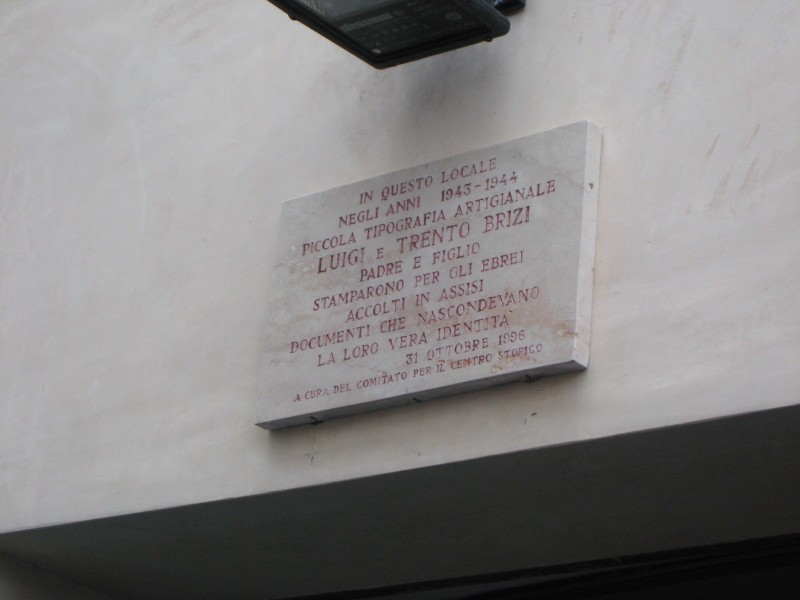 IN QUESTO LOCALE
NEGLI ANNI 1943-1944
PICCOLA TIPOGRAFIA ARTIGIANALE
LUIGI E TRENTO BRIZI
PADRE E FIGLIO
STAMPARONO PER GLI EBREI
ACCOLTI IN ASSISI
DOCUMENTI CHE NASCONDEVANO
LA LORO VERA IDENTITA'
31 OTTOBRE 1996
A CURA DEL COMITATO PER IL CENTRO STORICO